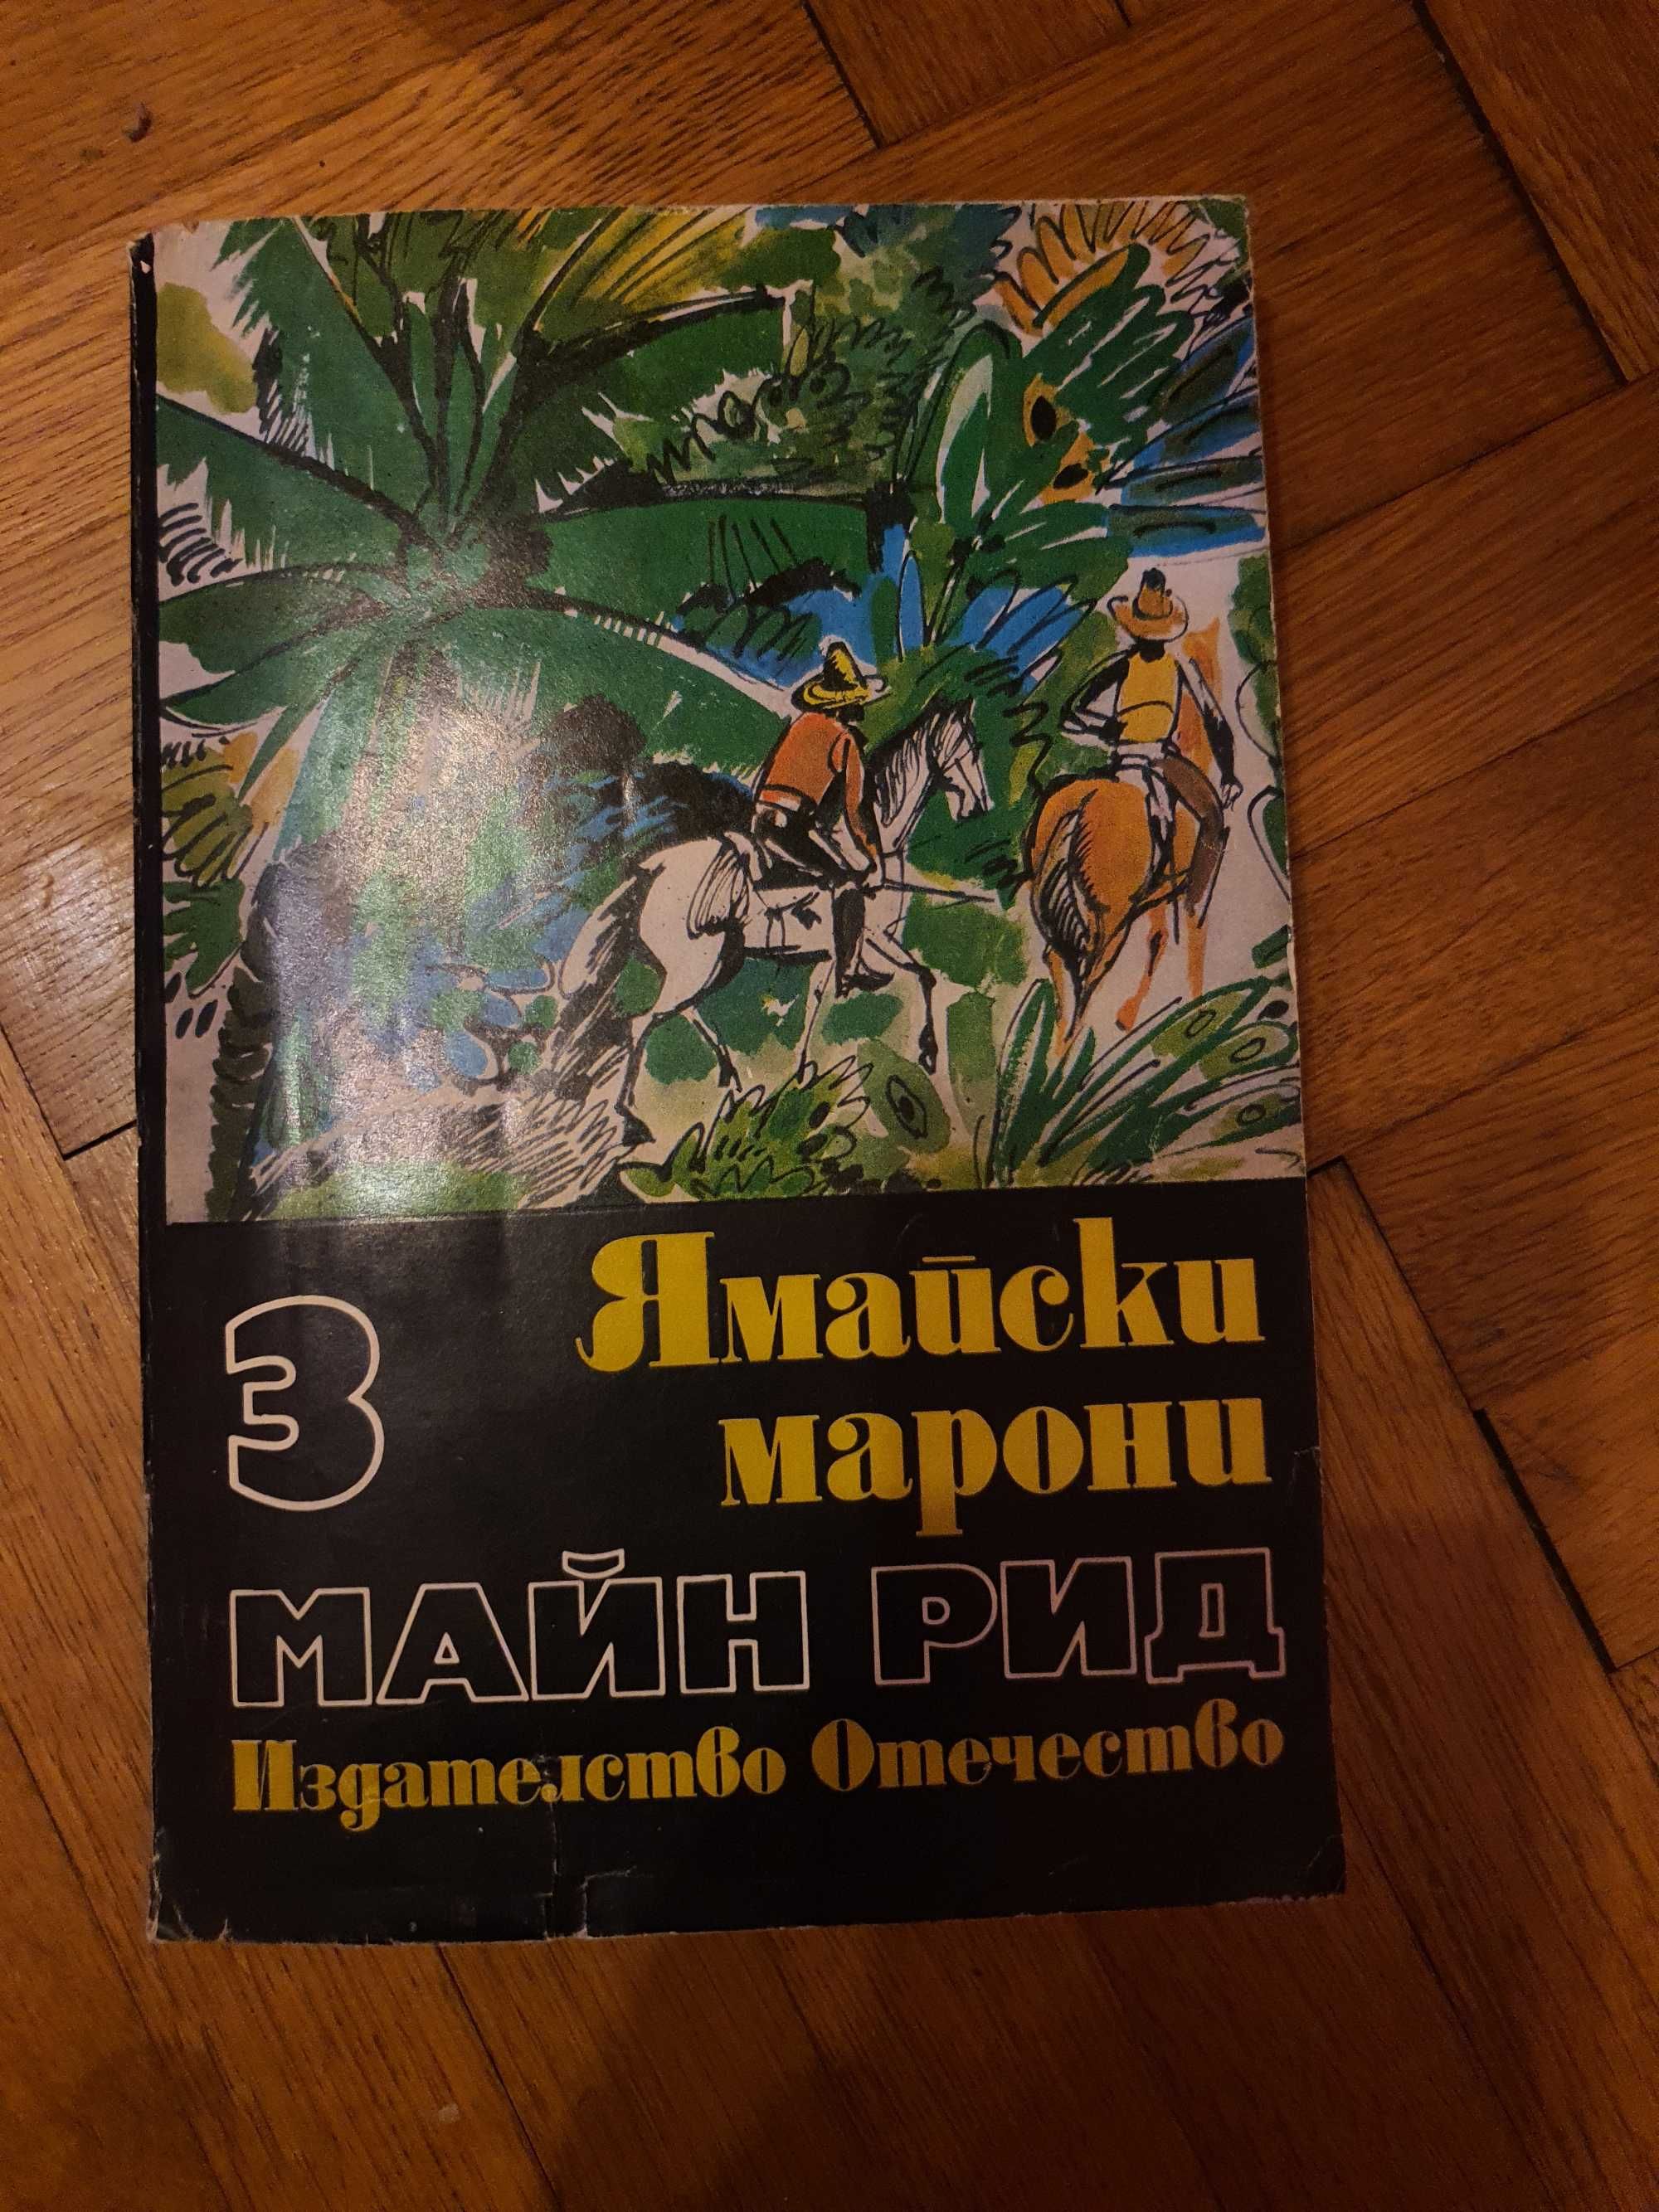 Ямайски
3
марони
МАЙН РИД
Издателство Отечество